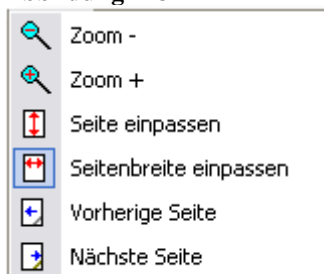 Zoom -
Zoom +
Seite einpassen
Seitenbreite einpassen
Vorherige Seite
Nächste Seite